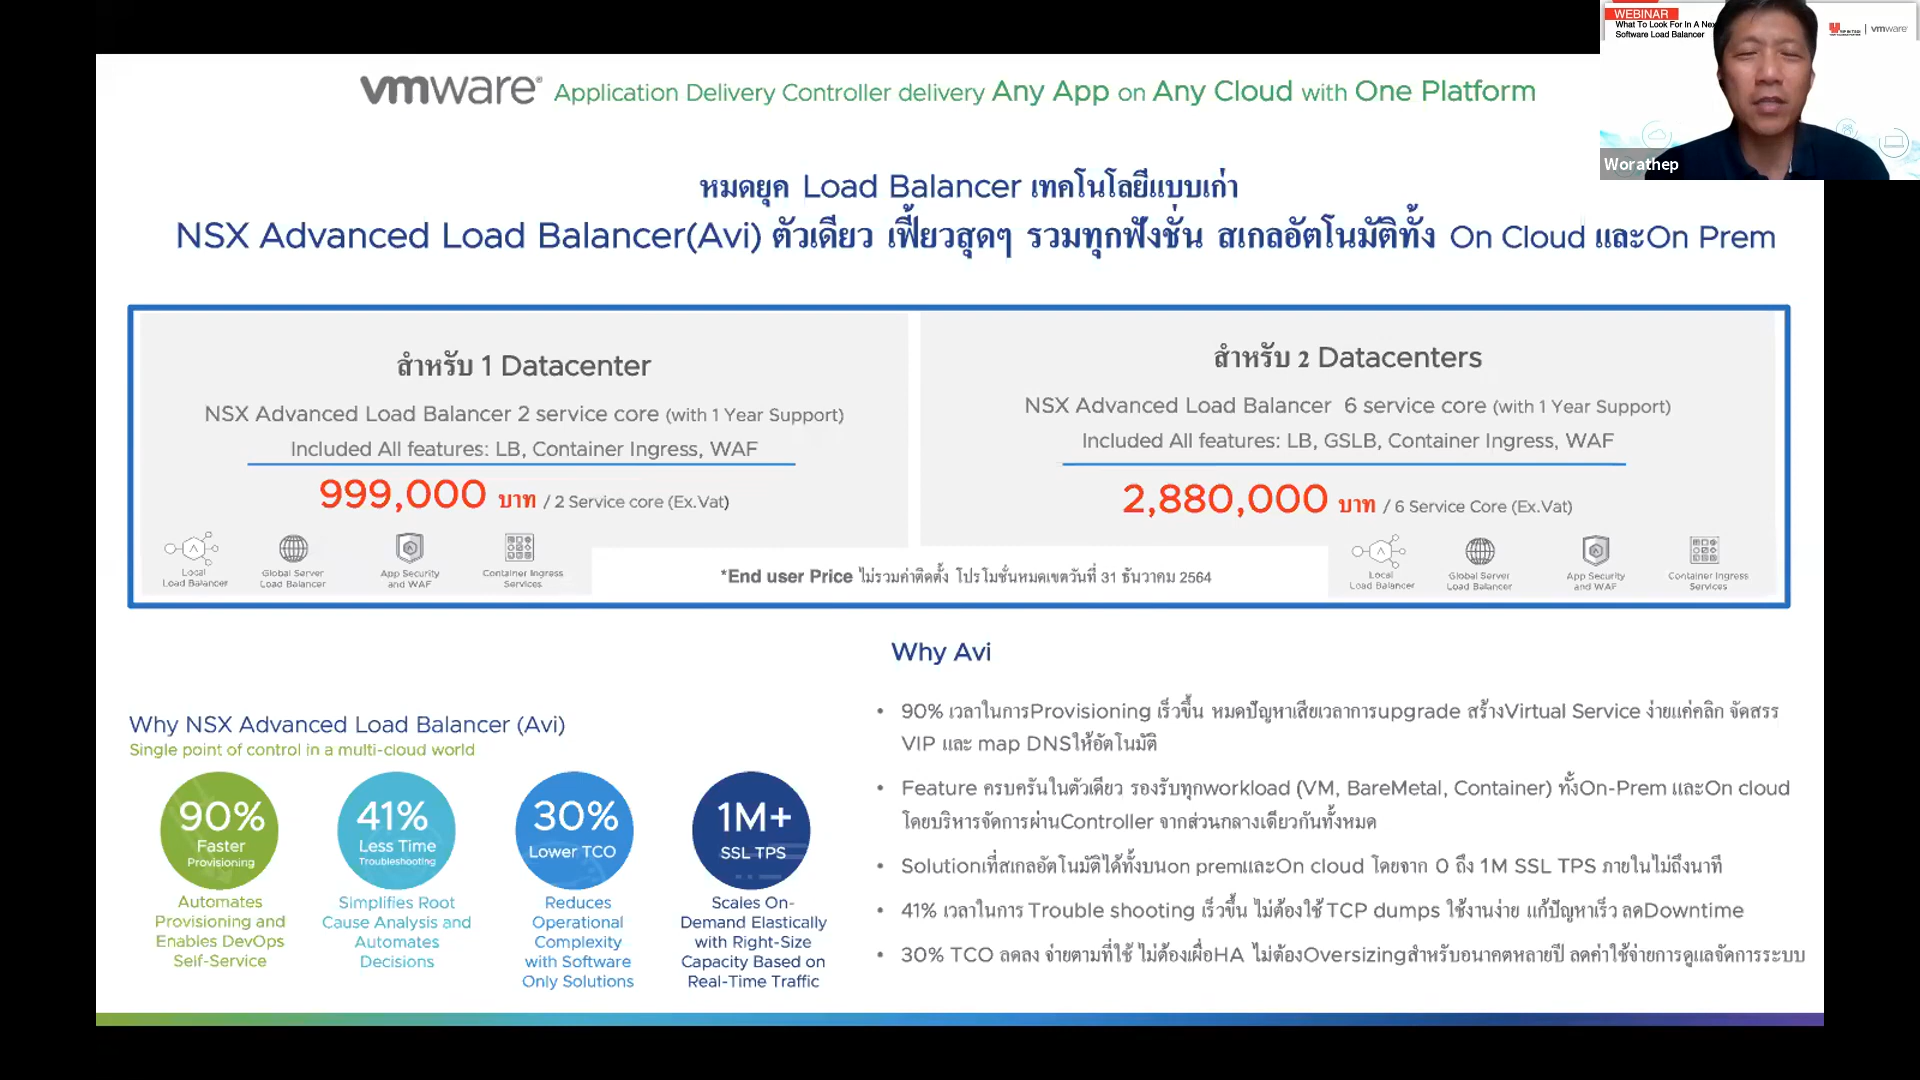 WEBINAR
What To Look For In A
Software Load Balancer
vmware
Worathep
vmware Application Delivery Controller delivery Any App on Any Cloud with One Platform
หมดยุค Load Balancer เทคโนโลยีแบบเก่า
NSX Advanced Load Balancer(Avi) ตัวเดียว เฟี้ยวสุดๆ รวมทุกฟังชั่น สเกลอัตโนมัติทั้ง On Cloud และOn Prem
สำหรับ 1 Datacenter
NSX Advanced Load Balancer 2 service core (with 1 Year Support)
Included All features: LB, Container Ingress, WAF
999,000 บาท / 2 Service core (Ex.Vat)
Local
Load Balancer
Global Server
Load Balancer
App Security
and WAF
Container Ingress
Services
สำหรับ 2 Datacenters
NSX Advanced Load Balancer 6 service core (with 1 Year Support)
Included All features: LB, GSLB, Container Ingress, WAF
2,880,000 บาท / 6 Service Core (Ex.Vat)
Local
Load Balancer
Global Server
Load Balancer
App Security
and WAF
Container Ingress
Services
*End user Price ไม่รวมค่าติดตั้ง โปรโมชั่นหมดเขตวันที่ 31 ธันวาคม 2564
Why NSX Advanced Load Balancer (Avi)
Single point of control in a multi-cloud world
90%
Faster
Provisioning
Automates
Provisioning and
Enables DevOps
Self-Service
41%
Less Time
Troubleshooting
Simplifies Root
Cause Analysis and
Automates
Decisions
30%
Lower TCO
Reduces
Operational
Complexity
with Software
Only Solutions
1M+
SSL TPS
Scales On-
Demand Elastically
with Right-Size
Capacity Based on
Real-Time Traffic
Why Avi
• 90% เวลาในการProvisioning เร็วขึ้น หมดปัญหาเสียเวลาการupgrade สร้างVirtual Service ง่ายแค่คลิก จัดสรร
VIP และ map DNSให้อัตโนมัติ
• Feature ครบครันในตัวเดียว รองรับทุกworkload (VM, BareMetal, Container) ทั้งOn-Prem และOn cloud
โดยบริหารจัดการผ่านController จากส่วนกลางเดียวกันทั้งหมด
• Solutionที่สเกลอัตโนมัติได้ทั้งบนon premและOn cloud โดยจาก 0 ถึง 1M SSL TPS ภายในไม่ถึงนาที
• 41% เวลาในการ Trouble shooting เร็วขึ้น ไม่ต้องใช้ TCP dumps ใช้งานง่าย แก้ปัญหาเร็ว ลดDowntime
• 30% TCO ลดลง จ่ายตามที่ใช้ ไม่ต้องเผื่อHA ไม่ต้องOversizingสำหรับอนาคตหลายปี ลดค่าใช้จ่ายการดูแลจัดการระบบ